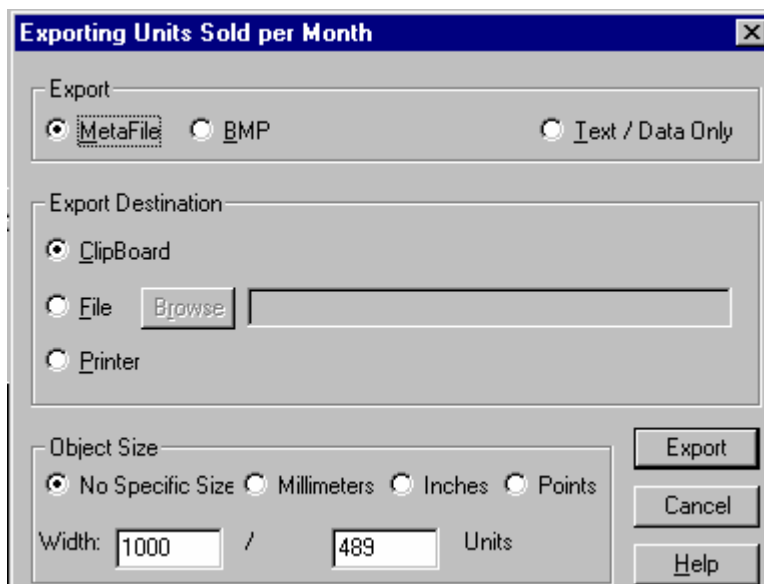 Exporting Units Sold per Month
Export
MetaFile BMP Text / Data Only
Export Destination
ClipBoard
File Browse
Printer
Object Size
No Specific Size Millimeters Inches Points
Width: 1000 / 489 Units
Export
Cancel
Help